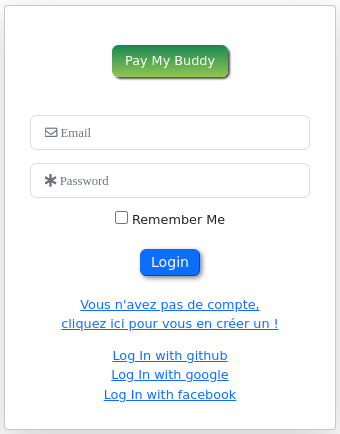 Pay My Buddy
Email
Password
Remember Me
Login
Vous n'avez pas de compte,
cliquez ici pour vous en créer un !
Log In with github
Log In with google
Log In with facebook